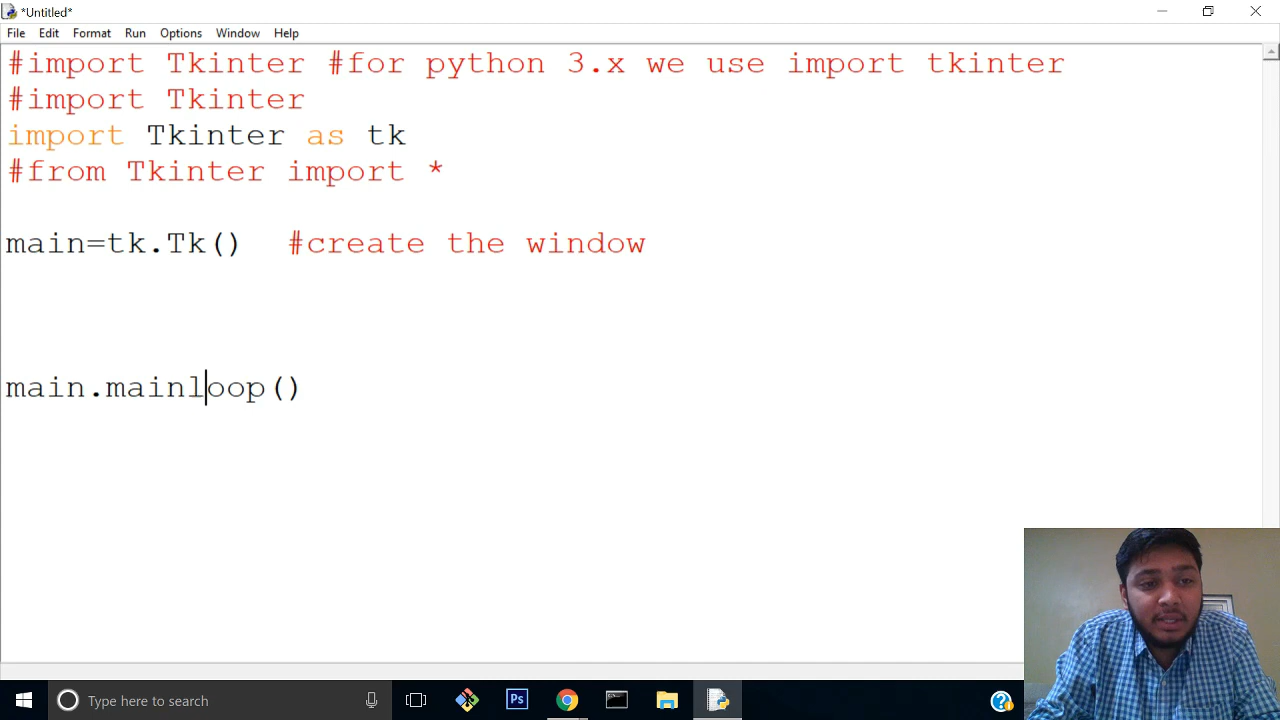 *Untitled*
File Edit Format Run Options Window Help
#import Tkinter #for python 3.x we use import tkinter
#import Tkinter
import Tkinter as tk
#from Tkinter import *
main=tk.Tk() #create the window
main.mainloop()
Type here to search
Ps